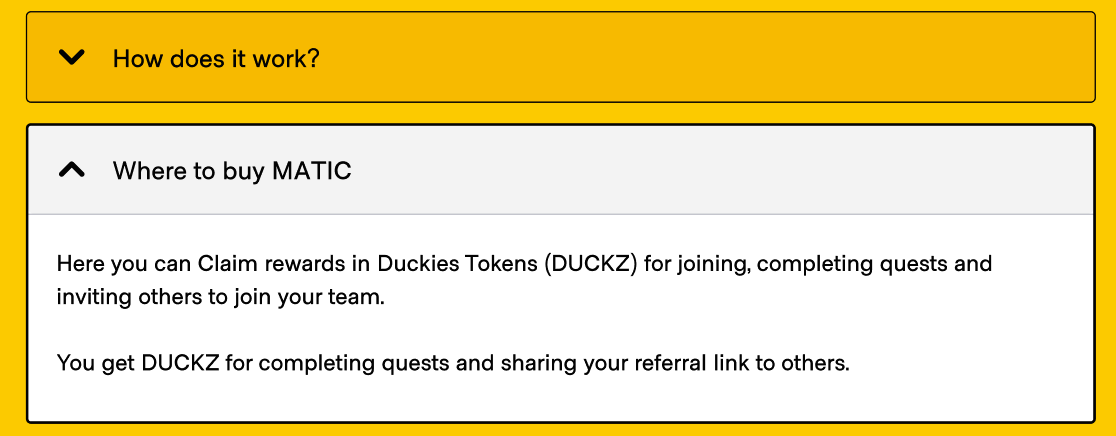 How does it work?
Where to buy MATIC
Here you can Claim rewards in Duckies Tokens (DUCKZ) for joining, completing quests and
inviting others to join your team.
You get DUCKZ for completing quests and sharing your referral link to others.